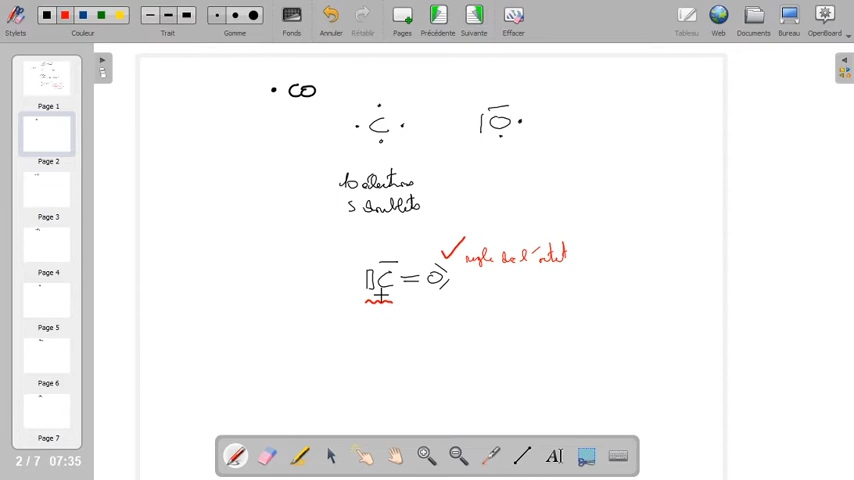 Stylets
Couleur
Trait
Gomme
Fonds
Annuler
Rétablir
Pages
Précédente
Suivante
Effacer
Tableau
Web
Documents
Bureau
OpenBoard
Page 1
Page 2
Page 3
Page 4
Page 5
Page 6
Page 7
2 / 7 07:35
• CO
C
|O
10 électrons
5 doublets
C = O
✓ règle de l'octet
AI